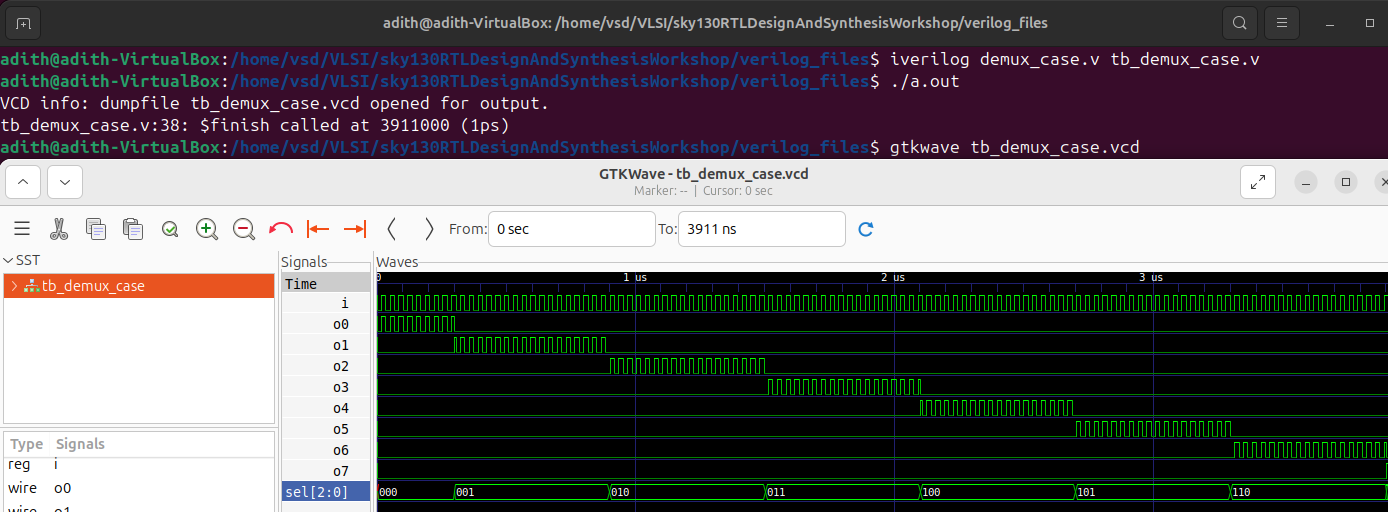 adith@adith-VirtualBox: /home/vsd/VLSI/sky130RTLDesignAndSynthesisWorkshop/verilog_files
adith@adith-VirtualBox:/home/vsd/VLSI/sky130RTLDesignAndSynthesisWorkshop/verilog_files$ iverilog demux_case.v tb_demux_case.v
adith@adith-VirtualBox:/home/vsd/VLSI/sky130RTLDesignAndSynthesisWorkshop/verilog_files$ ./a.out
VCD info: dumpfile tb_demux_case.vcd opened for output.
tb_demux_case.v:38: $finish called at 3911000 (1ps)
adith@adith-VirtualBox:/home/vsd/VLSI/sky130RTLDesignAndSynthesisWorkshop/verilog_files$ gtkwave tb_demux_case.vcd
GTKWave - tb_demux_case.vcd
Marker: -- | Cursor: 0 sec
From: 0 sec To: 3911 ns
SST
tb_demux_case
Type Signals
reg i
wire o0
wire o1
Signals
Time
i
o0
o1
o2
o3
o4
o5
o6
o7
sel[2:0]
Waves
0 1 us 2 us 3 us
000 001 010 011 100 101 110